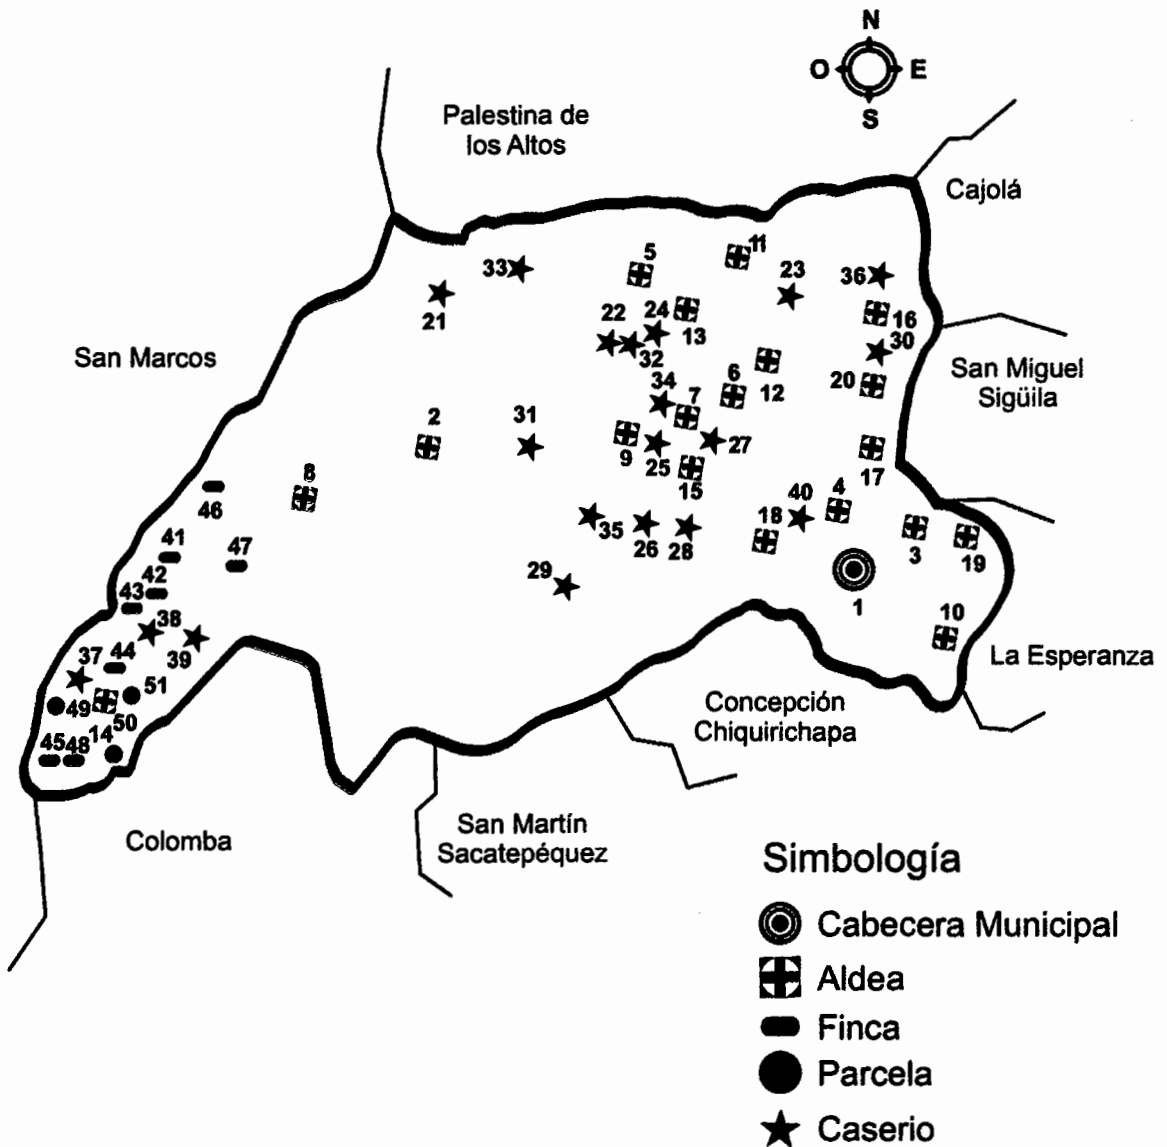 N
O E
S
Palestina de
los Altos
Cajolá
11
5
33
23
36
21
22
24
13
16
30
32
San Marcos
6
12
20
San Miguel
Sigüila
34
7
2
31
27
9
25
15
17
8
46
40
4
18
35
26
28
3
19
41
47
42
43
29
1
10
38
39
37
44
La Esperanza
51
49
50
14
45 48
Concepción
Chiquirichapa
Colomba
San Martín
Sacatepéquez
Simbología
Cabecera Municipal
Aldea
Finca
Parcela
Caserio